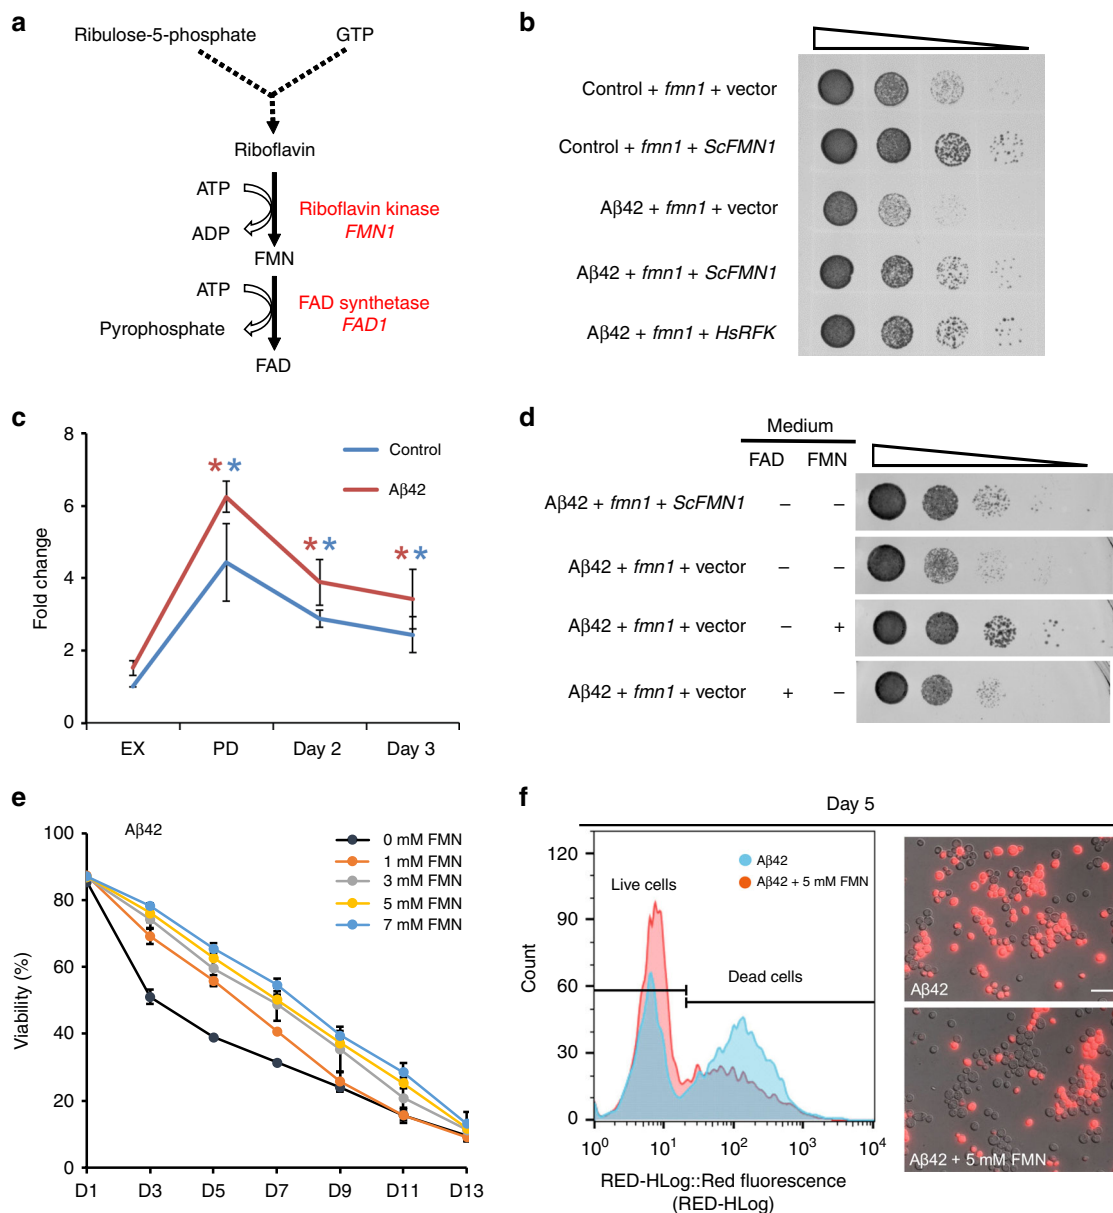 a
Ribulose-5-phosphate
GTP
Riboflavin
ATP
ADP
Riboflavin kinase
FMN1
FMN
ATP
Pyrophosphate
FAD synthetase
FAD1
FAD
b
Control + fmn1 + vector
Control + fmn1 + ScFMN1
Aβ42 + fmn1 + vector
Aβ42 + fmn1 + ScFMN1
Aβ42 + fmn1 + HsRFK
c
8
6
4
2
0
Fold change
Control
Aβ42
* *
* *
* *
EX PD Day 2 Day 3
d
Medium
FAD FMN
Aβ42 + fmn1 + ScFMN1 – –
Aβ42 + fmn1 + vector – –
Aβ42 + fmn1 + vector – +
Aβ42 + fmn1 + vector + –
e
Aβ42
100
80
60
40
20
0
Viability (%)
0 mM FMN
1 mM FMN
3 mM FMN
5 mM FMN
7 mM FMN
D1 D3 D5 D7 D9 D11 D13
f
Day 5
120
90
60
30
0
Count
Aβ42
Aβ42 + 5 mM FMN
Live cells
Dead cells
10⁰ 10¹ 10² 10³ 10⁴
RED-HLog::Red fluorescence
(RED-HLog)
Aβ42
Aβ42 + 5 mM FMN